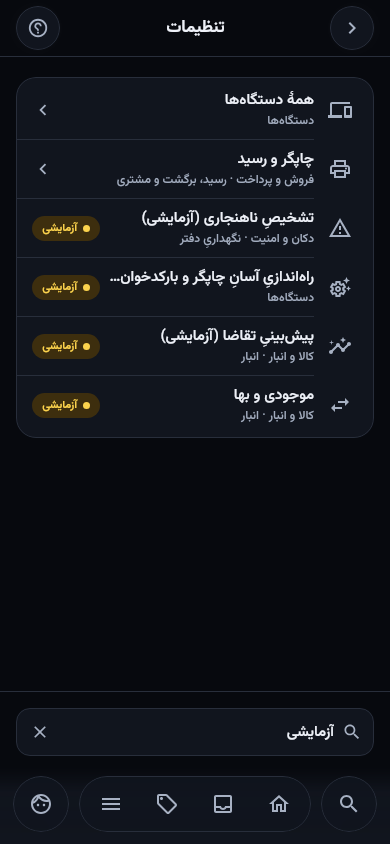 تنظیمات
همهٔ دستگاه‌ها
دستگاه‌ها
چاپگر و رسید
فروش و پرداخت · رسید، برگشت و مشتری
تشخیصِ ناهنجاری (آزمایشی)
آزمایشی
دکان و امنیت · نگهداریِ دفتر
راه‌اندازیِ آسانِ چاپگر و بارکدخوان…
آزمایشی
دستگاه‌ها
پیش‌بینیِ تقاضا (آزمایشی)
آزمایشی
کالا و انبار · انبار
موجودی و بها
آزمایشی
کالا و انبار · انبار
آزمایشی